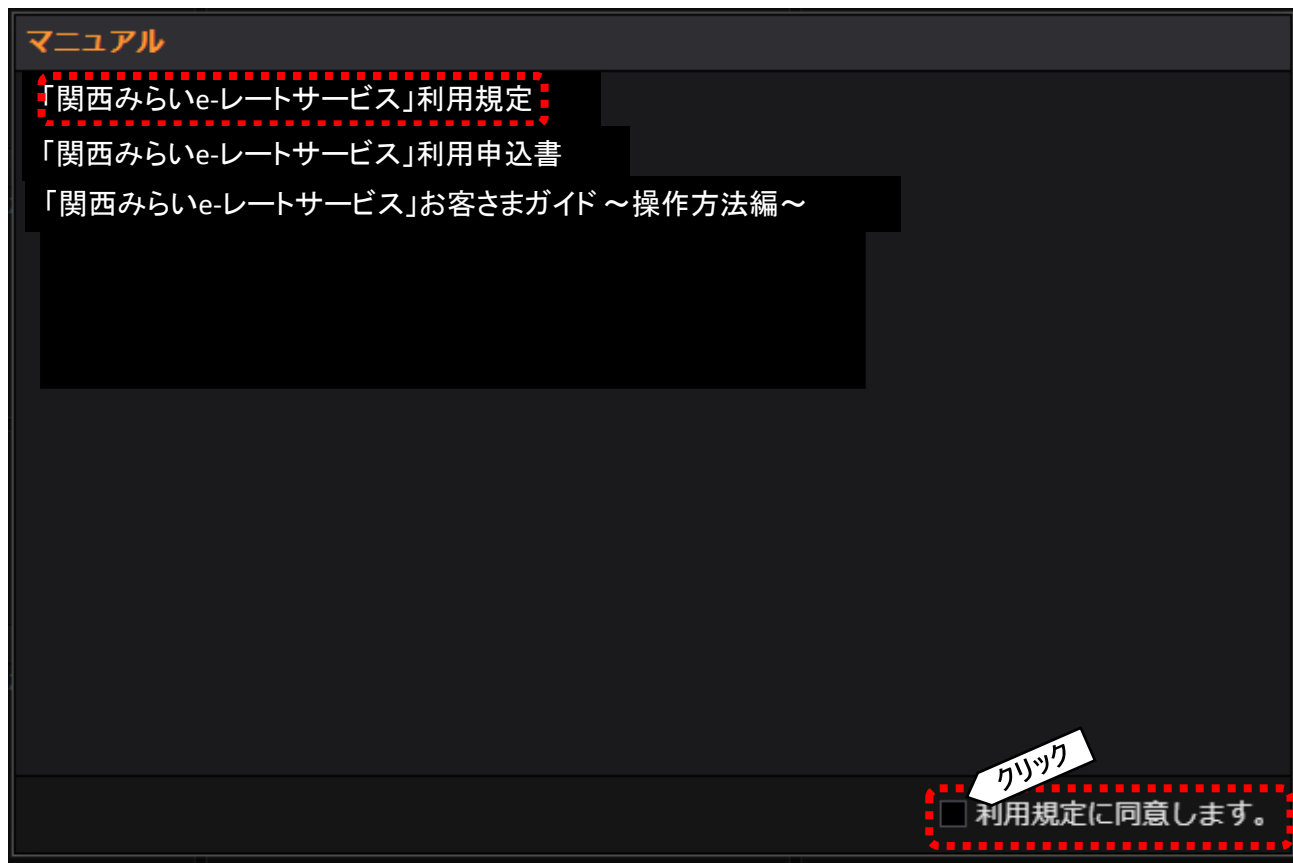 マニュアル
「関西みらいe-レートサービス」利用規定
「関西みらいe-レートサービス」利用申込書
「関西みらいe-レートサービス」お客さまガイド ～操作方法編～
クリック
利用規定に同意します。